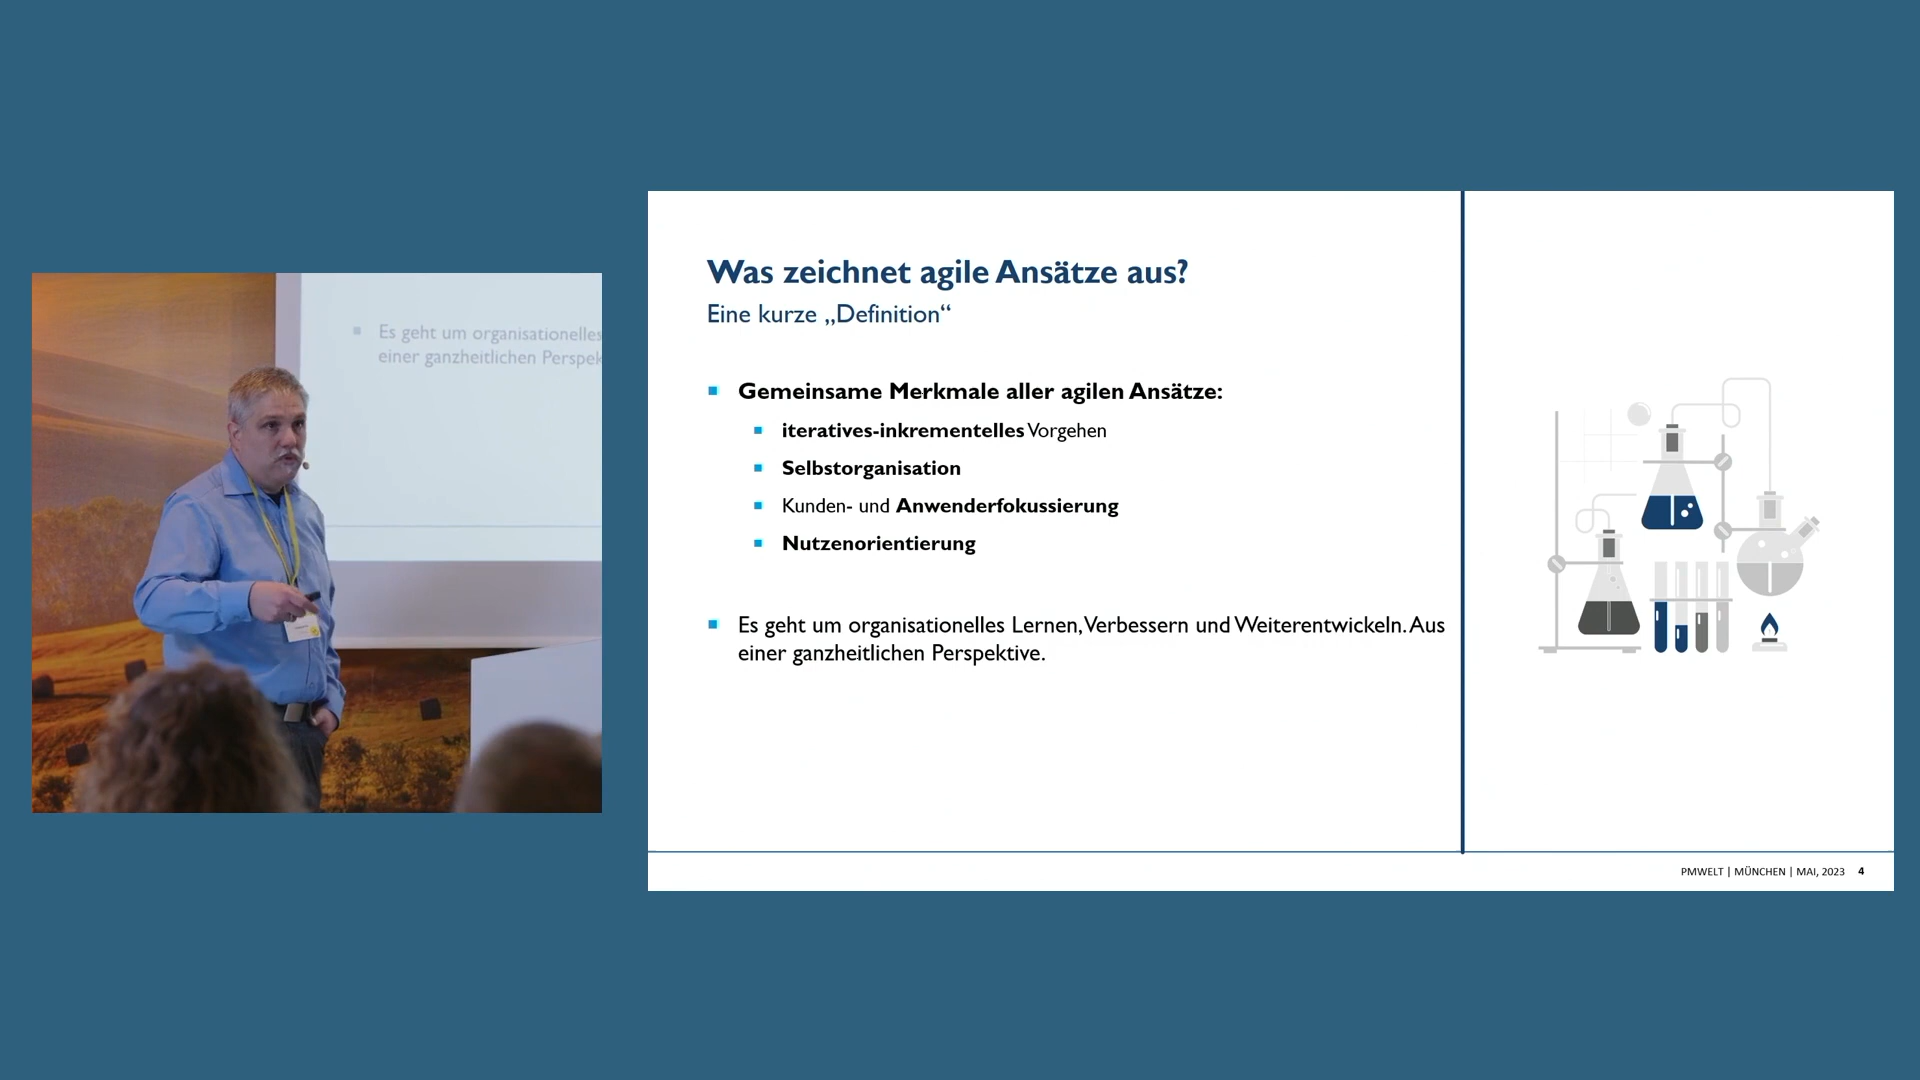 Es geht um organisationelles
einer ganzheitlichen Perspek
Was zeichnet agile Ansätze aus?
Eine kurze „Definition“
Gemeinsame Merkmale aller agilen Ansätze:
iteratives-inkrementelles Vorgehen
Selbstorganisation
Kunden- und Anwenderfokussierung
Nutzenorientierung
Es geht um organisationelles Lernen, Verbessern und Weiterentwickeln. Aus
einer ganzheitlichen Perspektive.
PMWELT | MÜNCHEN | MAI, 2023 4